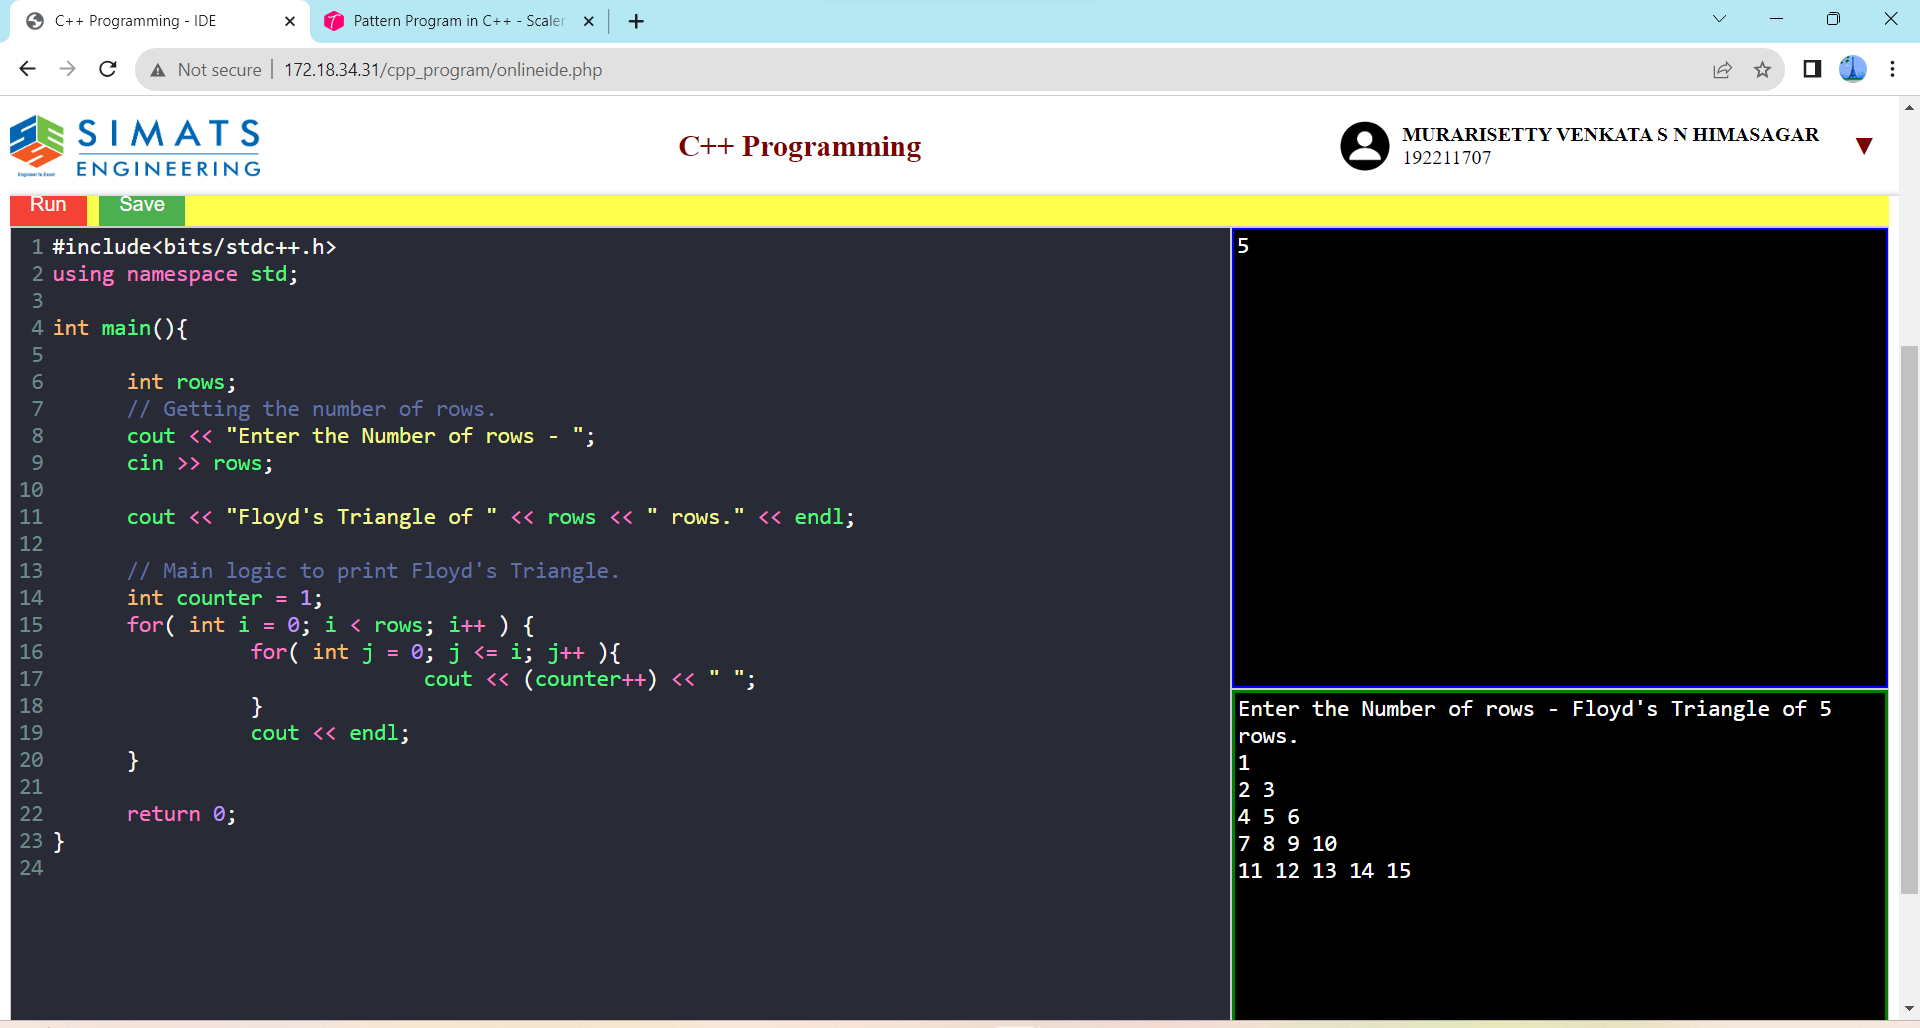 C++ Programming - IDE
Pattern Program in C++ - Scaler
Not secure | 172.18.34.31/cpp_program/onlineide.php
SIMATS
ENGINEERING
Engineer to Excel
C++ Programming
MURARISETTY VENKATA S N HIMASAGAR
192211707
Run Save
1 #include<bits/stdc++.h>
2 using namespace std;
3
4 int main(){
5
6 int rows;
7 // Getting the number of rows.
8 cout << "Enter the Number of rows - ";
9 cin >> rows;
10
11 cout << "Floyd's Triangle of " << rows << " rows." << endl;
12
13 // Main logic to print Floyd's Triangle.
14 int counter = 1;
15 for( int i = 0; i < rows; i++ ) {
16 for( int j = 0; j <= i; j++ ){
17 cout << (counter++) << " ";
18 }
19 cout << endl;
20 }
21
22 return 0;
23 }
24
5
Enter the Number of rows - Floyd's Triangle of 5
rows.
1
2 3
4 5 6
7 8 9 10
11 12 13 14 15